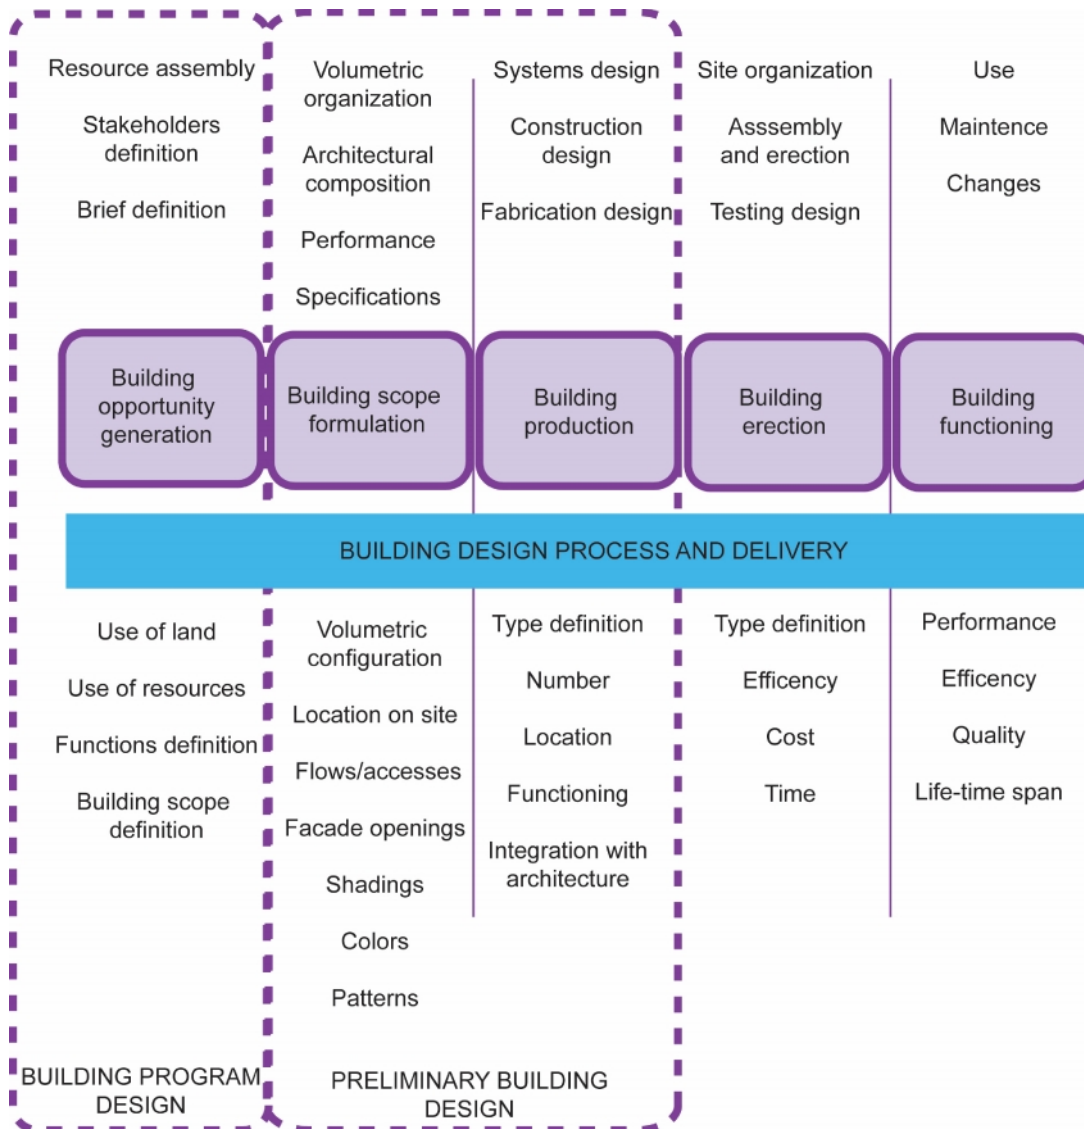 Resource assembly
Stakeholders
definition
Brief definition
Volumetric
organization
Architectural
composition
Performance
Specifications
Systems design
Construction
design
Fabrication design
Site organization
Asssembly
and erection
Testing design
Use
Maintence
Changes
Building
opportunity
generation
Building scope
formulation
Building
production
Building
erection
Building
functioning
BUILDING DESIGN PROCESS AND DELIVERY
Use of land
Use of resources
Functions definition
Building scope
definition
Volumetric
configuration
Location on site
Flows/accesses
Facade openings
Shadings
Colors
Patterns
Type definition
Number
Location
Functioning
Integration with
architecture
Type definition
Efficency
Cost
Time
Performance
Efficency
Quality
Life-time span
BUILDING PROGRAM
DESIGN
PRELIMINARY BUILDING
DESIGN